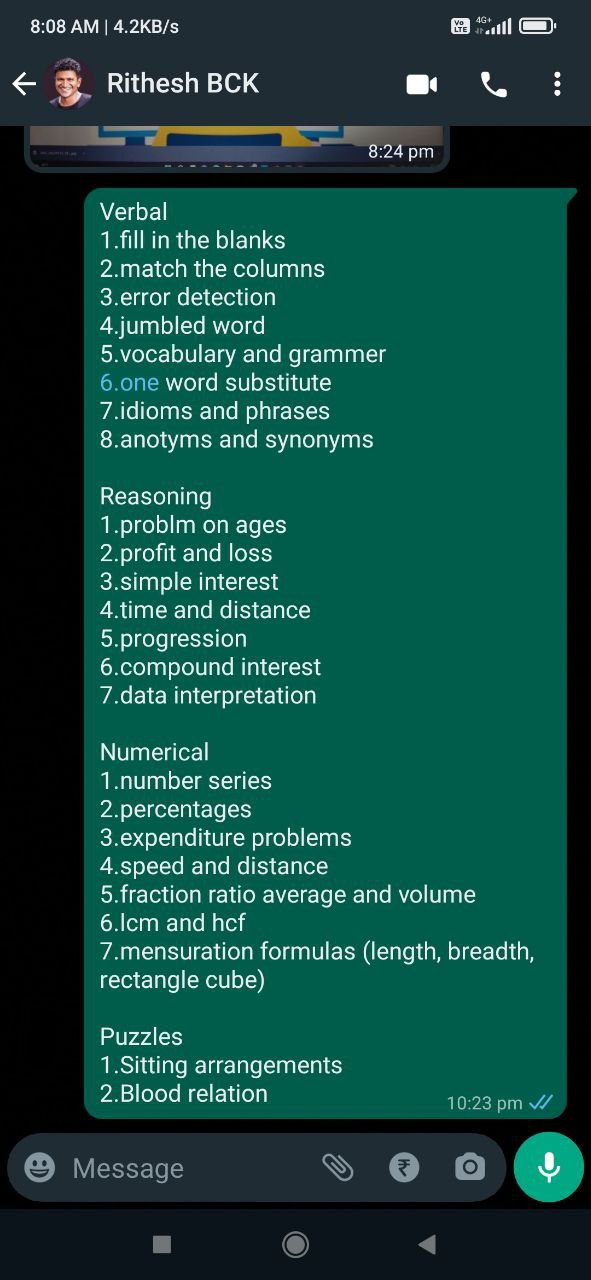 8:08 AM | 4.2KB/s
Vo LTE 4G+
Rithesh BCK
8:24 pm
Verbal
1.fill in the blanks
2.match the columns
3.error detection
4.jumbled word
5.vocabulary and grammer
6.one word substitute
7.idioms and phrases
8.anotyms and synonyms
Reasoning
1.problm on ages
2.profit and loss
3.simple interest
4.time and distance
5.progression
6.compound interest
7.data interpretation
Numerical
1.number series
2.percentages
3.expenditure problems
4.speed and distance
5.fraction ratio average and volume
6.lcm and hcf
7.mensuration formulas (length, breadth,
rectangle cube)
Puzzles
1.Sitting arrangements
2.Blood relation
10:23 pm
Message
₹